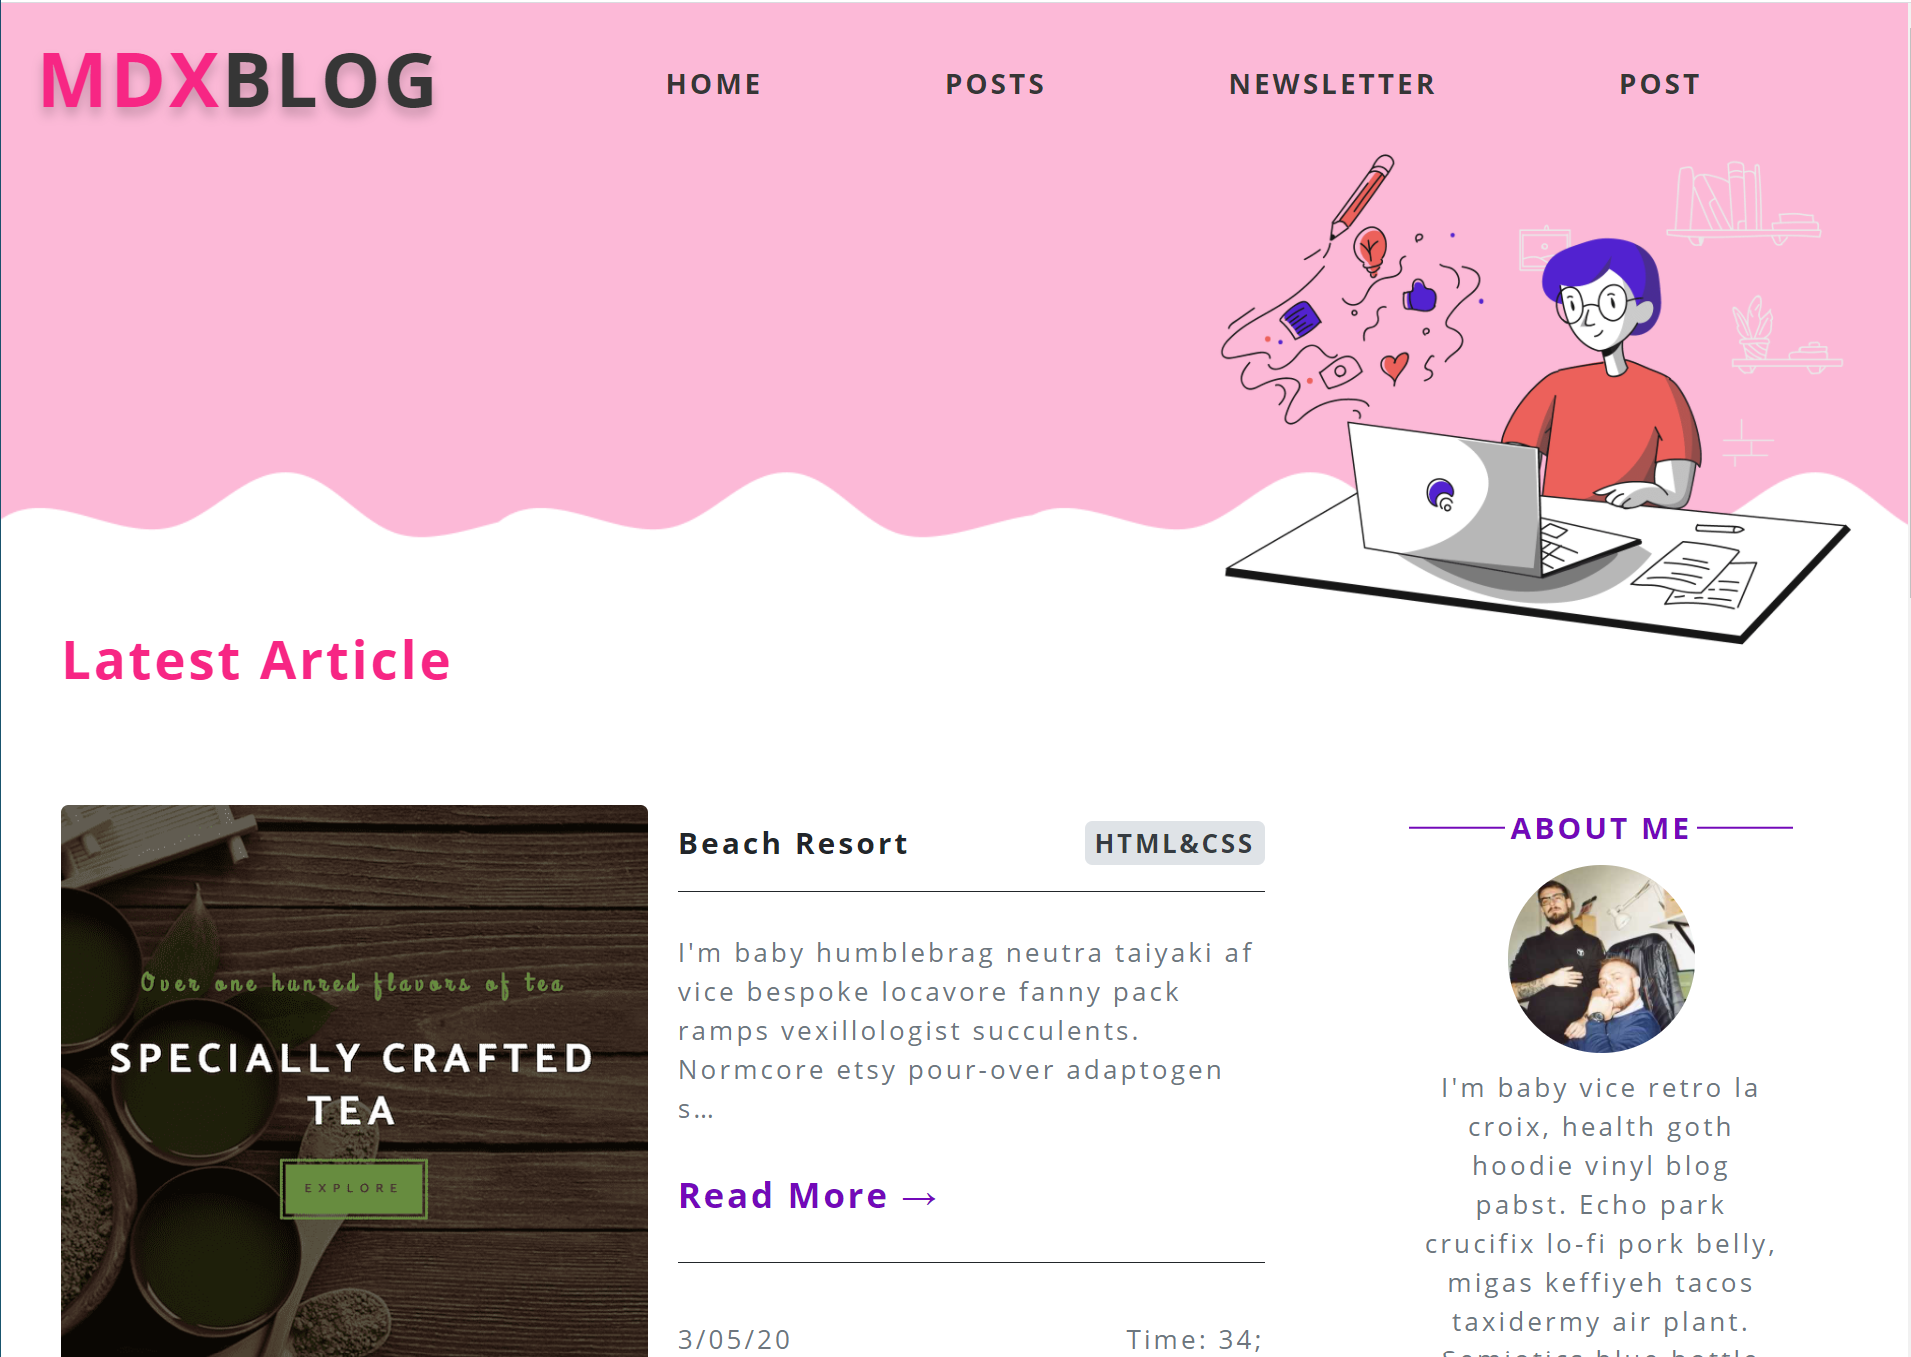 MDXBLOG
HOME POSTS NEWSLETTER POST
Latest Article
Over one hunred flavors of tea
SPECIALLY CRAFTED
TEA
EXPLORE
Beach Resort HTML&CSS
I'm baby humblebrag neutra taiyaki af
vice bespoke locavore fanny pack
ramps vexillologist succulents.
Normcore etsy pour-over adaptogen
s...
Read More →
3/05/20 Time: 34;
ABOUT ME
I'm baby vice retro la
croix, health goth
hoodie vinyl blog
pabst. Echo park
crucifix lo-fi pork belly,
migas keffiyeh tacos
taxidermy air plant.